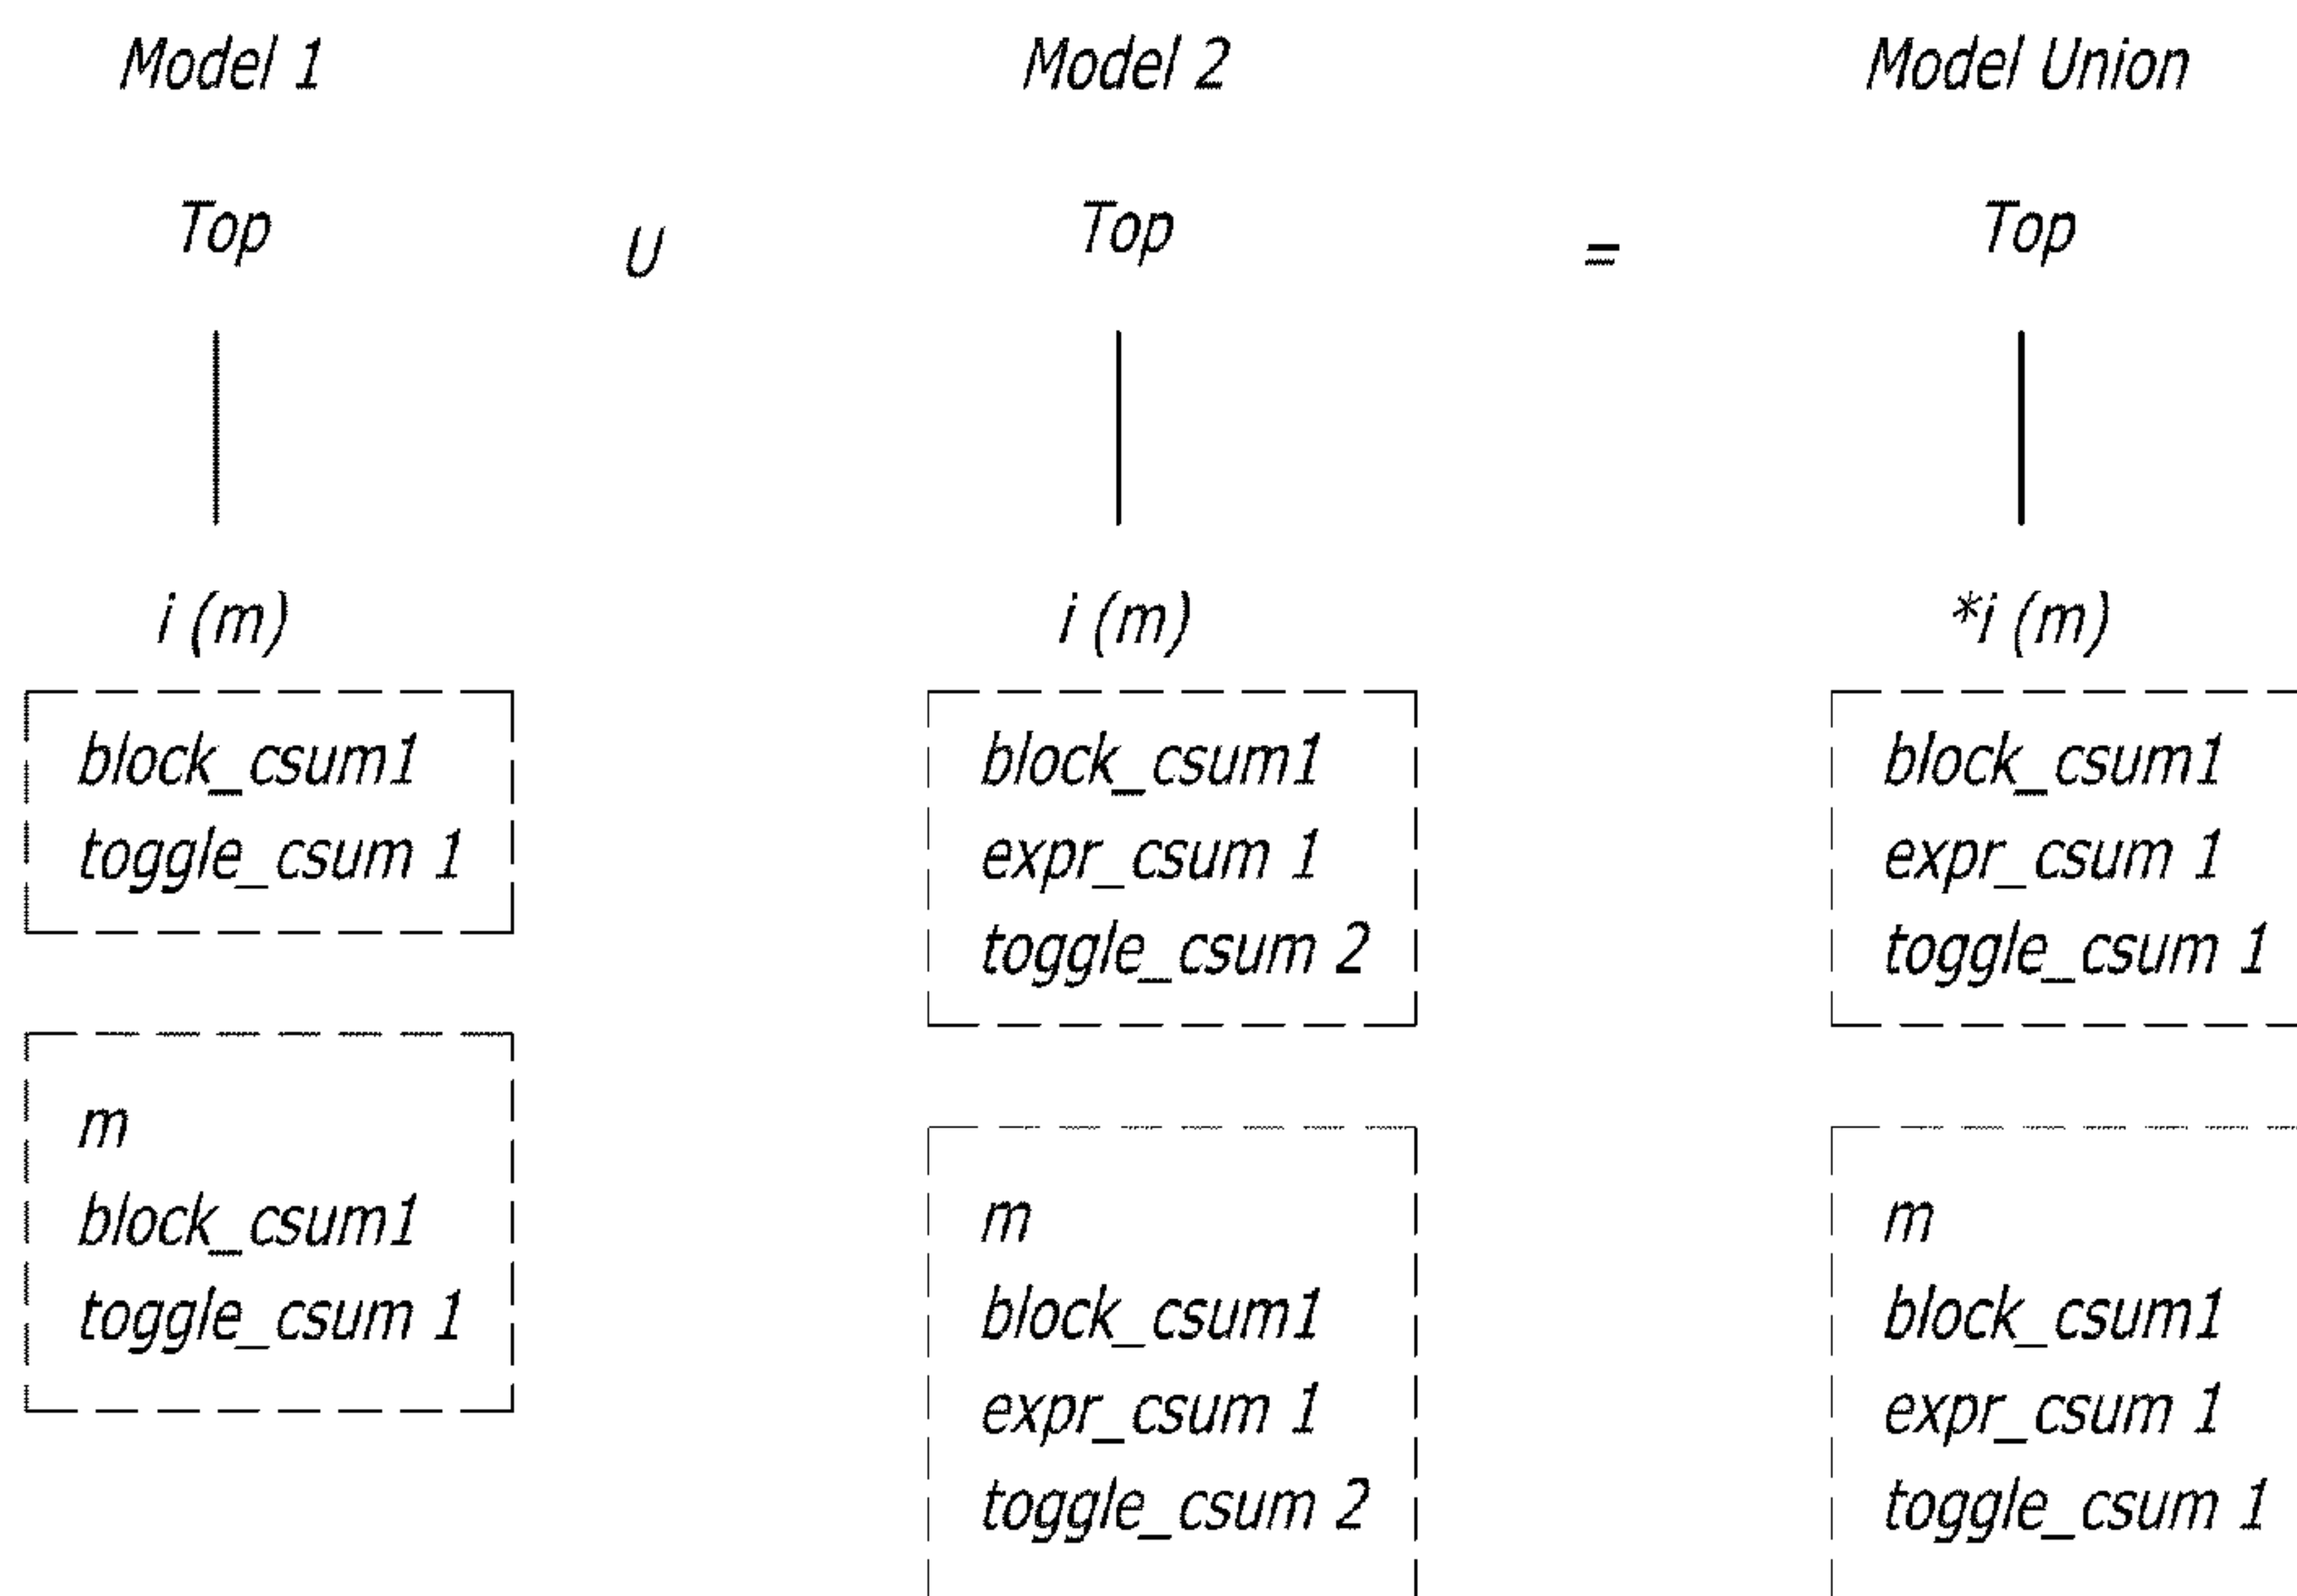 Model 1
Model 2
Model Union
Top
U
Top
=
Top
i (m)
i (m)
*i (m)
block_csum1
toggle_csum 1
block_csum1
expr_csum 1
toggle_csum 2
block_csum1
expr_csum 1
toggle_csum 1
m
block_csum1
toggle_csum 1
m
block_csum1
expr_csum 1
toggle_csum 2
m
block_csum1
expr_csum 1
toggle_csum 1